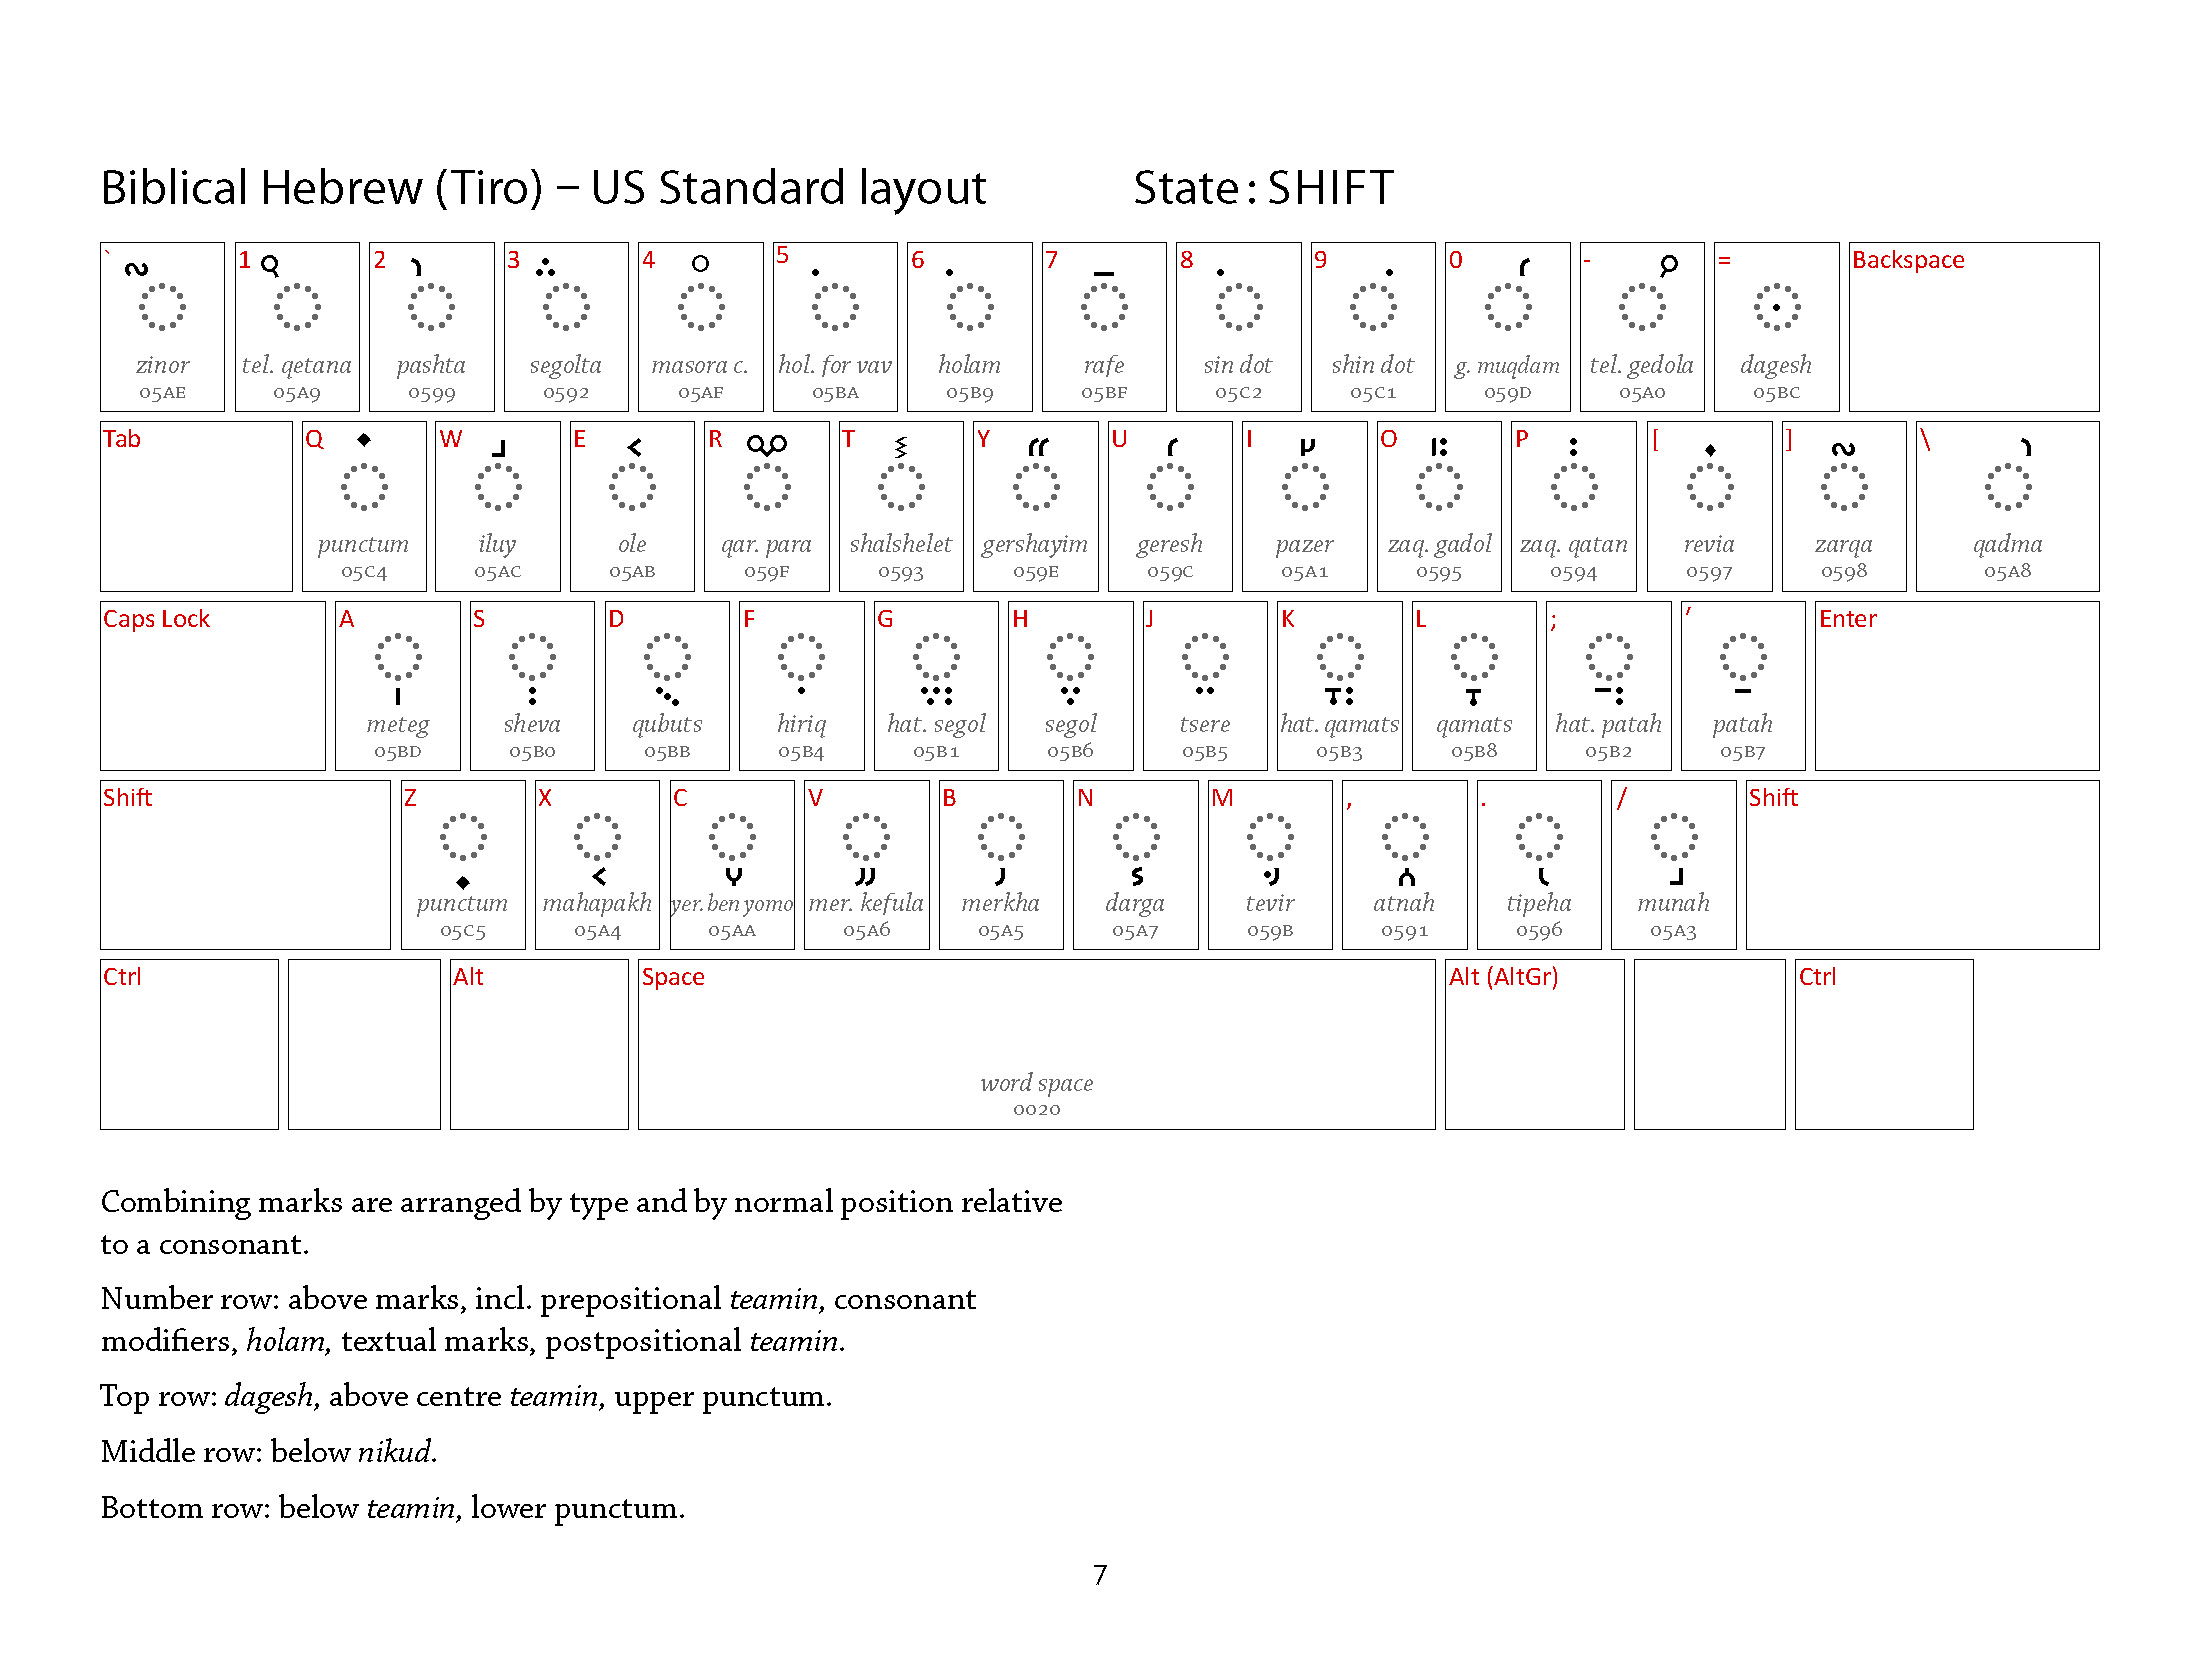 Biblical Hebrew (Tiro) – US Standard layout State: SHIFT
` 1 2 3 4 5 6 7 8 9 0 - = Backspace
zinor tel. qetana pashta segolta masora c. hol. for vav holam rafe sin dot shin dot g. muqdam tel. gedola dagesh
05AE 05A9 0599 0592 05AF 05BA 05B9 05BF 05C2 05C1 059D 05A0 05BC
Tab Q W E R T Y U I O P [ ] \
punctum iluy ole qar. para shalshelet gershayim geresh pazer zaq. gadol zaq. qatan revia zarqa qadma
05C4 05AC 05AB 059F 0593 059E 059C 05A1 0595 0594 0597 0598 05A8
Caps Lock A S D F G H J K L ; ′ Enter
meteg sheva qubuts hiriq hat. segol segol tsere hat. qamats qamats hat. patah patah
05BD 05B0 05BB 05B4 05B1 05B6 05B5 05B3 05B8 05B2 05B7
Shift Z X C V B N M , . / Shift
punctum mahapakh yer. ben yomo mer. kefula merkha darga tevir atnah tipeha munah
05C5 05A4 05AA 05A6 05A5 05A7 059B 0591 0596 05A3
Ctrl Alt Space Alt (AltGr) Ctrl
word space
0020
Combining marks are arranged by type and by normal position relative
to a consonant.
Number row: above marks, incl. prepositional teamin, consonant
modifiers, holam, textual marks, postpositional teamin.
Top row: dagesh, above centre teamin, upper punctum.
Middle row: below nikud.
Bottom row: below teamin, lower punctum.
7